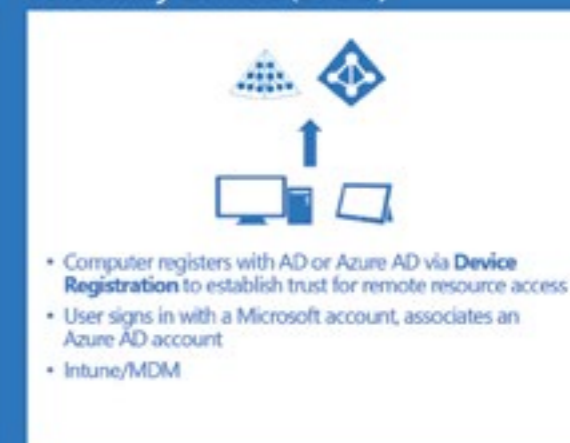 • Computer registers with AD or Azure AD via Device
Registration to establish trust for remote resource access
• User signs in with a Microsoft account, associates an
Azure AD account
• Intune/MDM